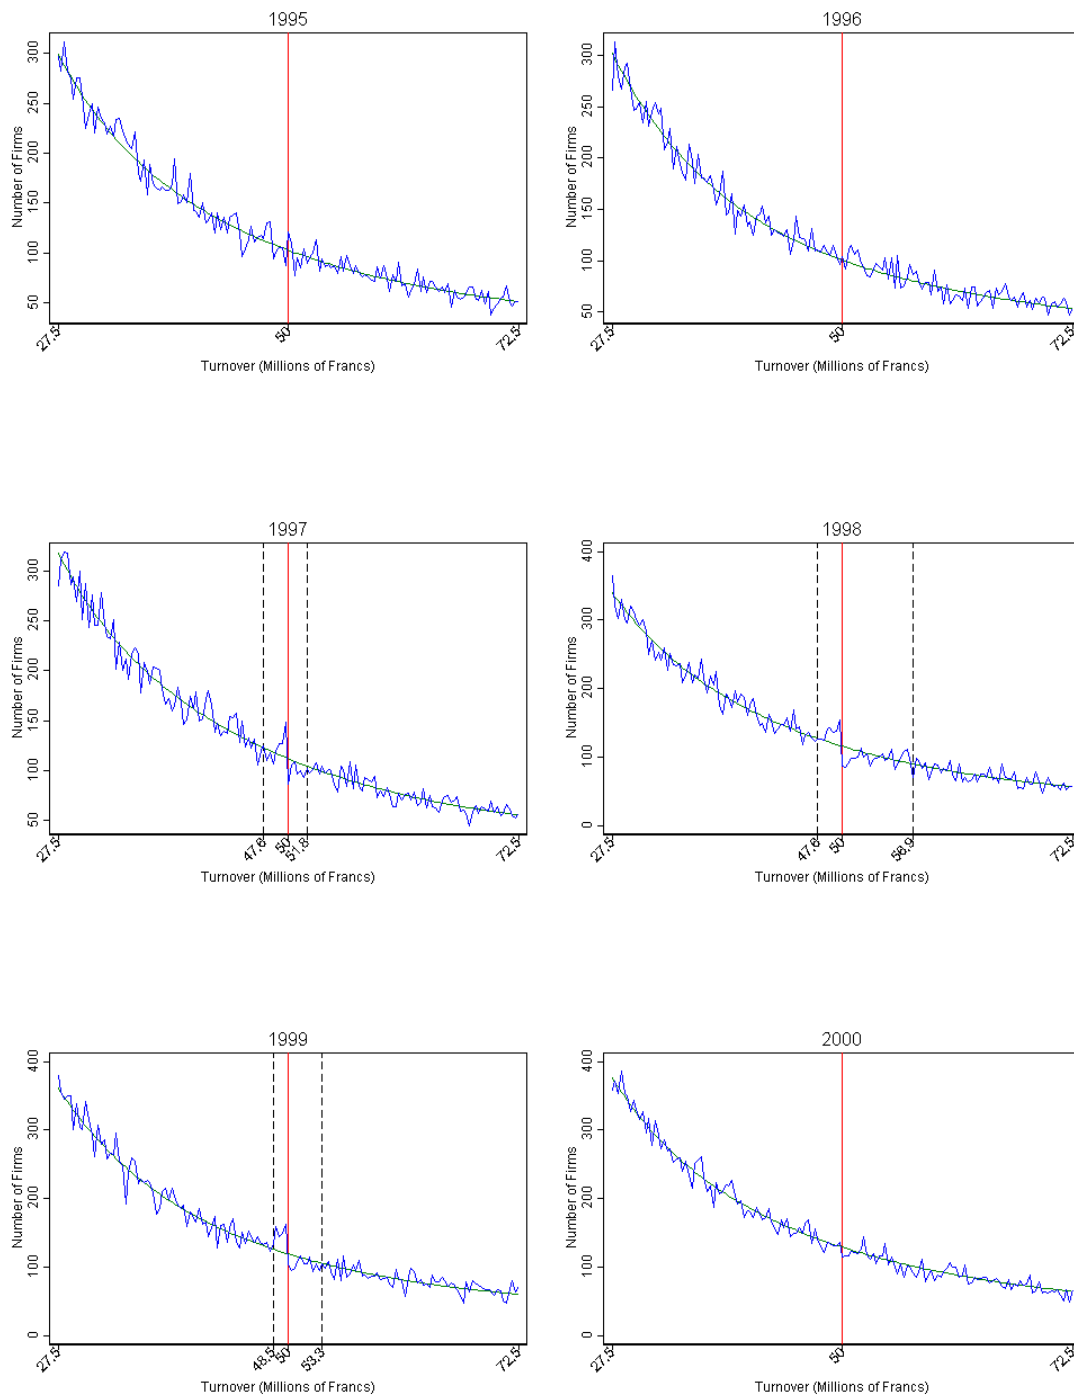 1995
1996
Number of Firms
50 100 150 200 250 300
27.5 50 72.5
Turnover (Millions of Francs)
Number of Firms
50 100 150 200 250 300
27.5 50 72.5
Turnover (Millions of Francs)
1997
1998
Number of Firms
50 100 150 200 250 300
27.5 47.6 50 51.8 72.5
Turnover (Millions of Francs)
Number of Firms
0 100 200 300 400
27.5 47.6 50 56.9 72.5
Turnover (Millions of Francs)
1999
2000
Number of Firms
0 100 200 300 400
27.5 48.5 50 53.3 72.5
Turnover (Millions of Francs)
Number of Firms
0 100 200 300 400
27.5 50 72.5
Turnover (Millions of Francs)